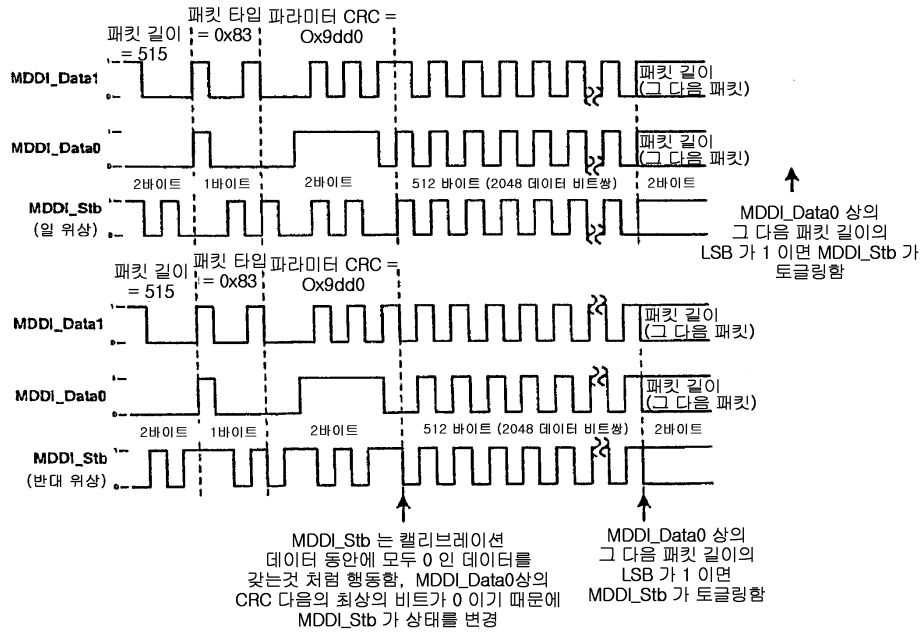 패킷 길이
= 515
패킷 타입
= 0x83
파라미터 CRC =
Ox9dd0
MDDI_Data1
패킷 길이
(그 다음 패킷)
MDDI_Data0
패킷 길이
(그 다음 패킷)
2바이트
1바이트
2바이트
512 바이트 (2048 데이터 비트쌍)
2바이트
MDDI_Stb
(일 위상)
MDDI_Data0 상의
그 다음 패킷 길이의
LSB 가 1 이면 MDDI_Stb 가
토글링함
패킷 길이
= 515
패킷 타입
= 0x83
파라미터 CRC =
Ox9dd0
MDDI_Data1
패킷 길이
(그 다음 패킷)
MDDI_Data0
패킷 길이
(그 다음 패킷)
2바이트
1바이트
2바이트
512 바이트 (2048 데이터 비트쌍)
2바이트
MDDI_Stb
(반대 위상)
MDDI_Stb 는 캘리브레이션
데이터 동안에 모두 0 인 데이터를
갖는것 처럼 행동함, MDDI_Data0상의
CRC 다음의 최상의 비트가 0 이기 때문에
MDDI_Stb 가 상태를 변경
MDDI_Data0 상의
그 다음 패킷 길이의
LSB 가 1 이면
MDDI_Stb 가 토글링함